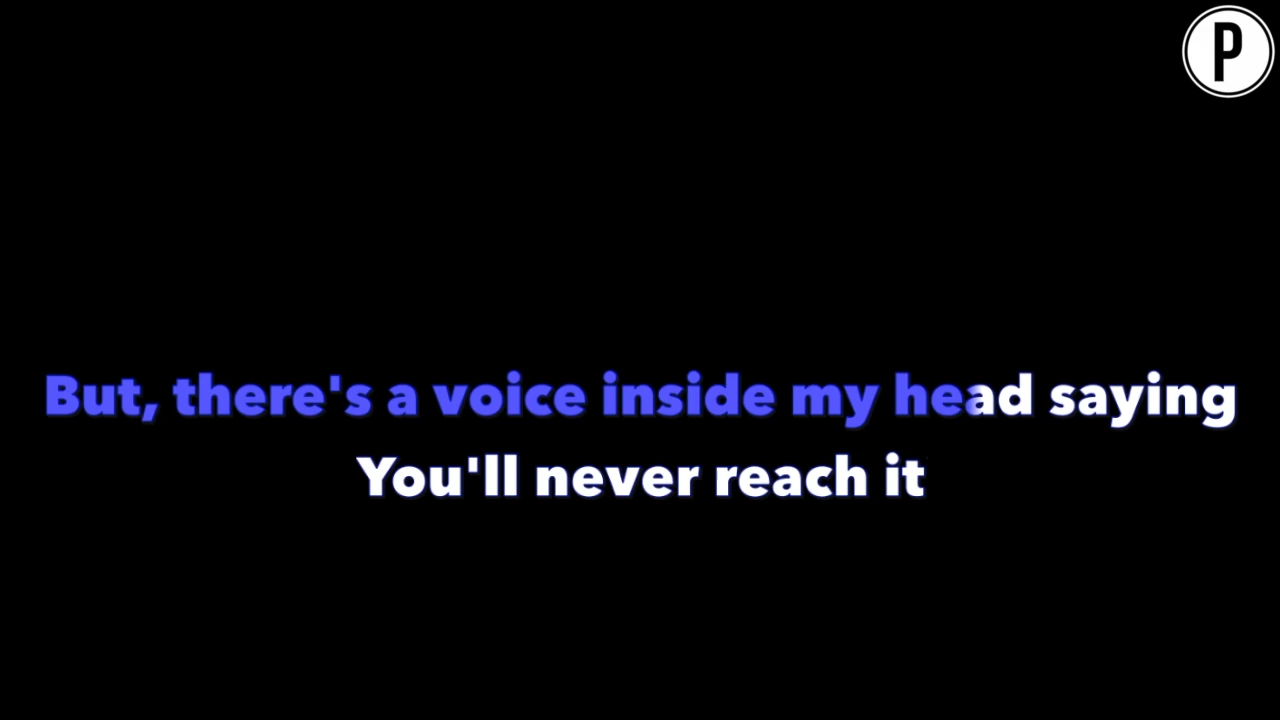 P
But, there's a voice inside my head saying
You'll never reach it